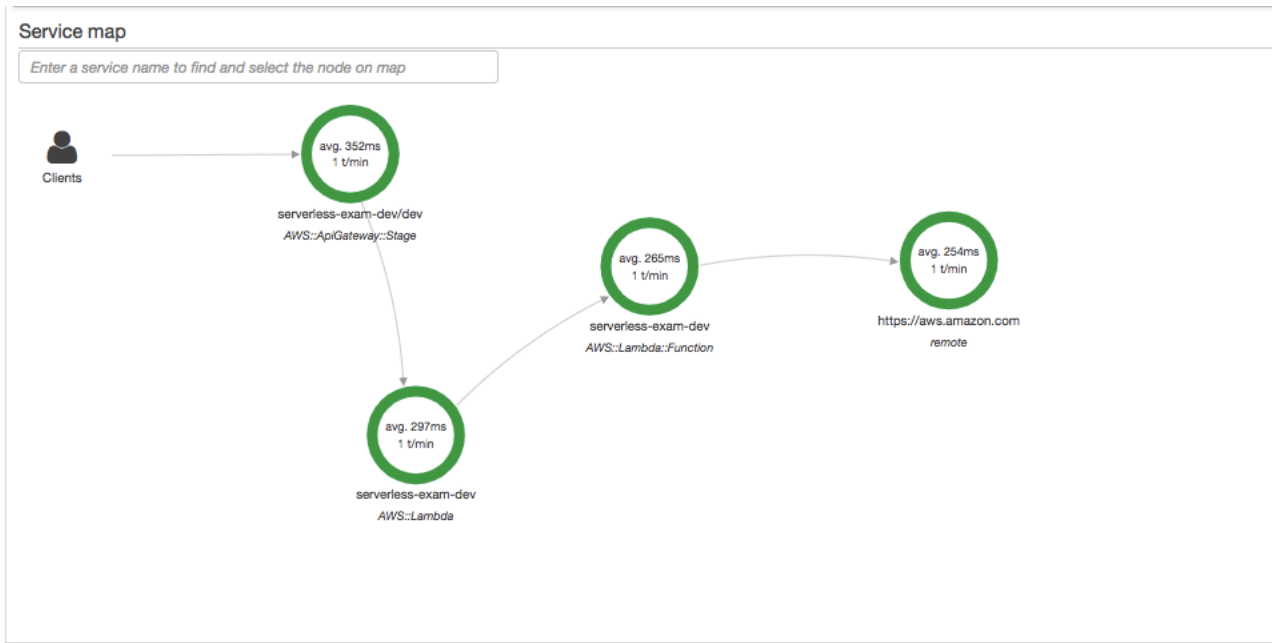 Service map
Enter a service name to find and select the node on map
Clients
avg. 352ms
1 t/min
serverless-exam-dev/dev
AWS::ApiGateway::Stage
avg. 297ms
1 t/min
serverless-exam-dev
AWS::Lambda
avg. 265ms
1 t/min
serverless-exam-dev
AWS::Lambda::Function
avg. 254ms
1 t/min
https://aws.amazon.com
remote